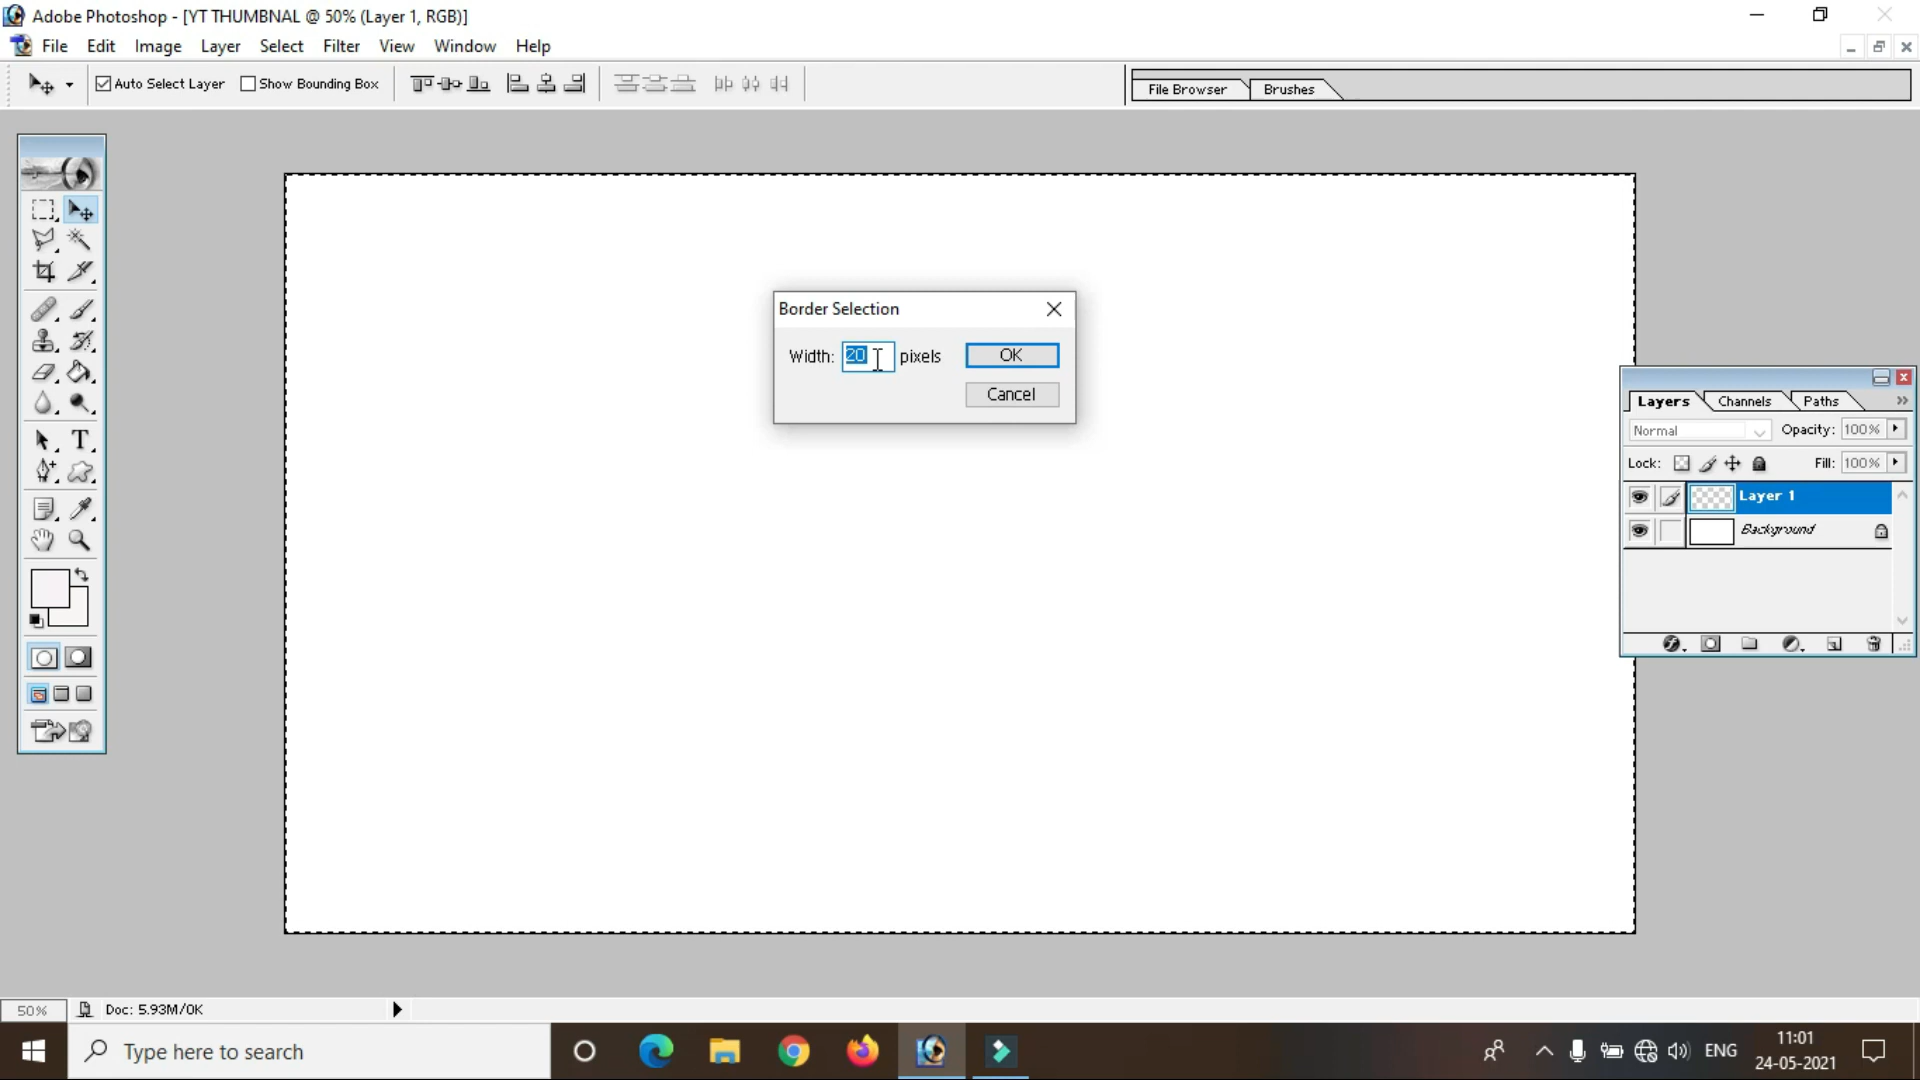 Adobe Photoshop - [YT THUMBNAL @ 50% (Layer 1, RGB)]
File Edit Image Layer Select Filter View Window Help
Auto Select Layer Show Bounding Box
File Browser Brushes
Border Selection
Width: 20 pixels OK
Cancel
Layers Channels Paths
Normal Opacity: 100%
Lock: Fill: 100%
Layer 1
Background
T
50% Doc: 5.93M/0K
Type here to search
ENG
11:01
24-05-2021